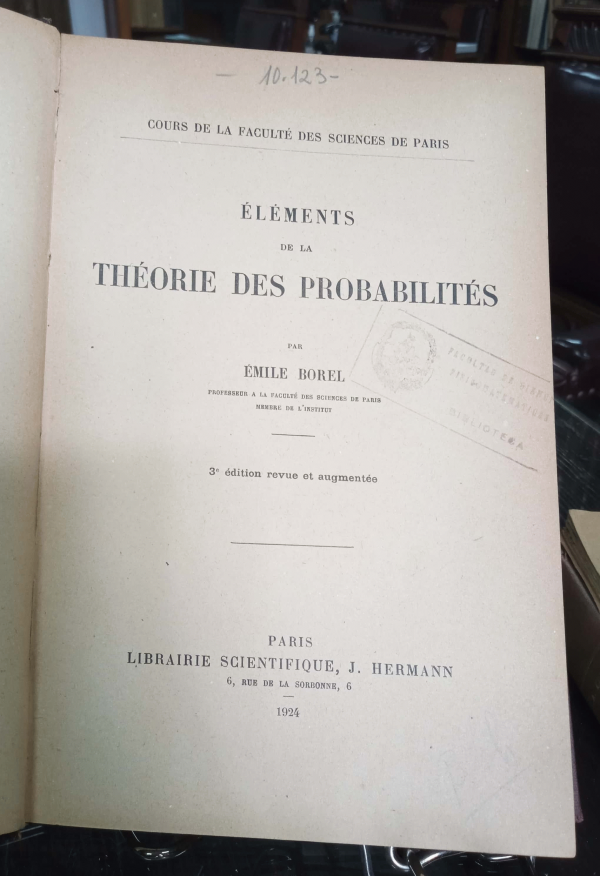 — 10.123 —
COURS DE LA FACULTÉ DES SCIENCES DE PARIS
ÉLÉMENTS
DE LA
THÉORIE DES PROBABILITÉS
PAR
ÉMILE BOREL
PROFESSEUR A LA FACULTÉ DES SCIENCES DE PARIS
MEMBRE DE L'INSTITUT
3e édition revue et augmentée
BIBLIOTECA
PARIS
LIBRAIRIE SCIENTIFIQUE, J. HERMANN
6, RUE DE LA SORBONNE, 6
1924